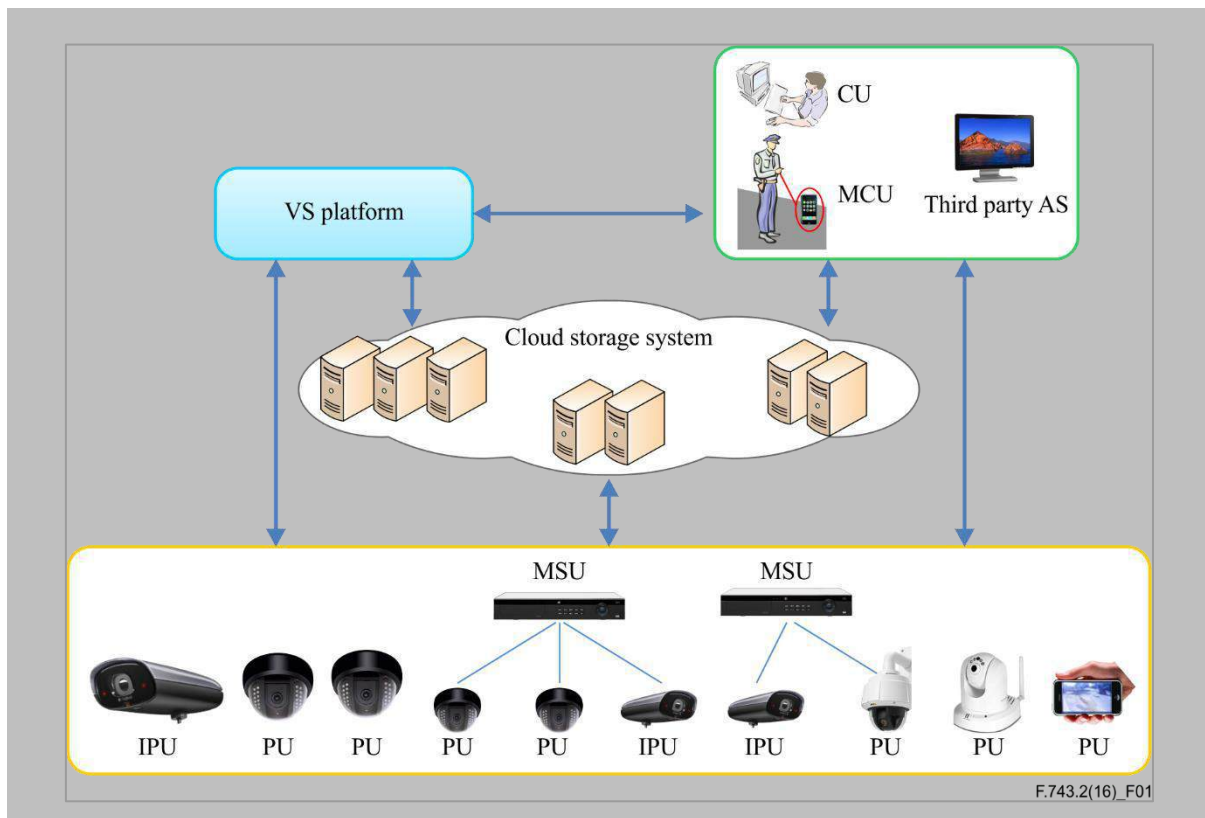 CU
VS platform
MCU
Third party AS
Cloud storage system
MSU
MSU
IPU
PU
PU
PU
PU
IPU
IPU
PU
PU
PU
F.743.2(16)_F01